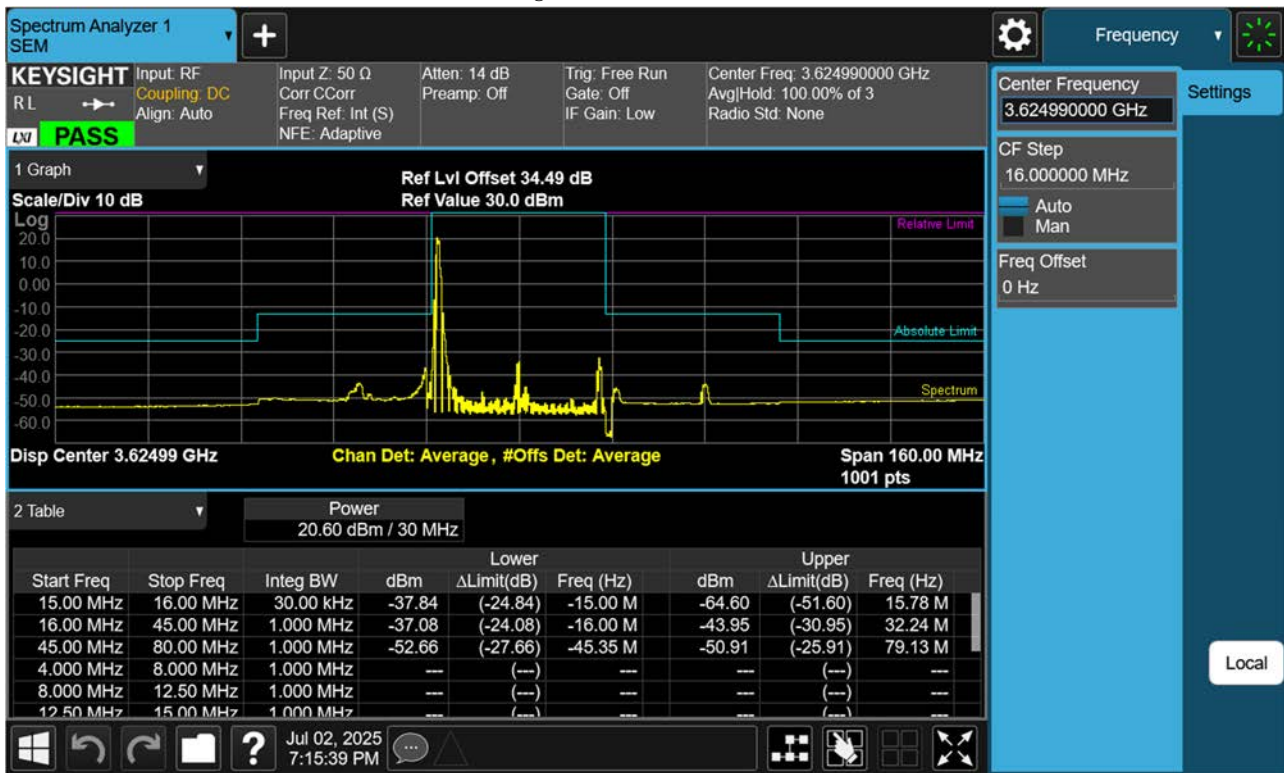 Spectrum Analyzer 1
SEM
Frequency
KEYSIGHT
R L
LXI PASS
Input: RF
Coupling: DC
Align: Auto
Input Z: 50 Ω
Corr CCorr
Freq Ref: Int (S)
NFE: Adaptive
Atten: 14 dB
Preamp: Off
Trig: Free Run
Gate: Off
IF Gain: Low
Center Freq: 3.624990000 GHz
Avg|Hold: 100.00% of 3
Radio Std: None
Center Frequency
3.624990000 GHz
Settings
CF Step
16.000000 MHz
Auto
Man
Freq Offset
0 Hz
Local
1 Graph
Scale/Div 10 dB
Ref Lvl Offset 34.49 dB
Ref Value 30.0 dBm
Log
20.0
10.0
0.00
-10.0
-20.0
-30.0
-40.0
-50.0
-60.0
Relative Limit
Absolute Limit
Spectrum
Disp Center 3.62499 GHz
Chan Det: Average, #Offs Det: Average
Span 160.00 MHz
1001 pts
2 Table
Power
20.60 dBm / 30 MHz
Lower Upper
Start Freq Stop Freq Integ BW dBm ΔLimit(dB) Freq (Hz) dBm ΔLimit(dB) Freq (Hz)
15.00 MHz 16.00 MHz 30.00 kHz -37.84 (-24.84) -15.00 M -64.60 (-51.60) 15.78 M
16.00 MHz 45.00 MHz 1.000 MHz -37.08 (-24.08) -16.00 M -43.95 (-30.95) 32.24 M
45.00 MHz 80.00 MHz 1.000 MHz -52.66 (-27.66) -45.35 M -50.91 (-25.91) 79.13 M
4.000 MHz 8.000 MHz 1.000 MHz --- (---) --- --- (---) ---
8.000 MHz 12.50 MHz 1.000 MHz --- (---) --- --- (---) ---
12.50 MHz 15.00 MHz 1.000 MHz --- (---) --- --- (---) ---
?
Jul 02, 2025
7:15:39 PM